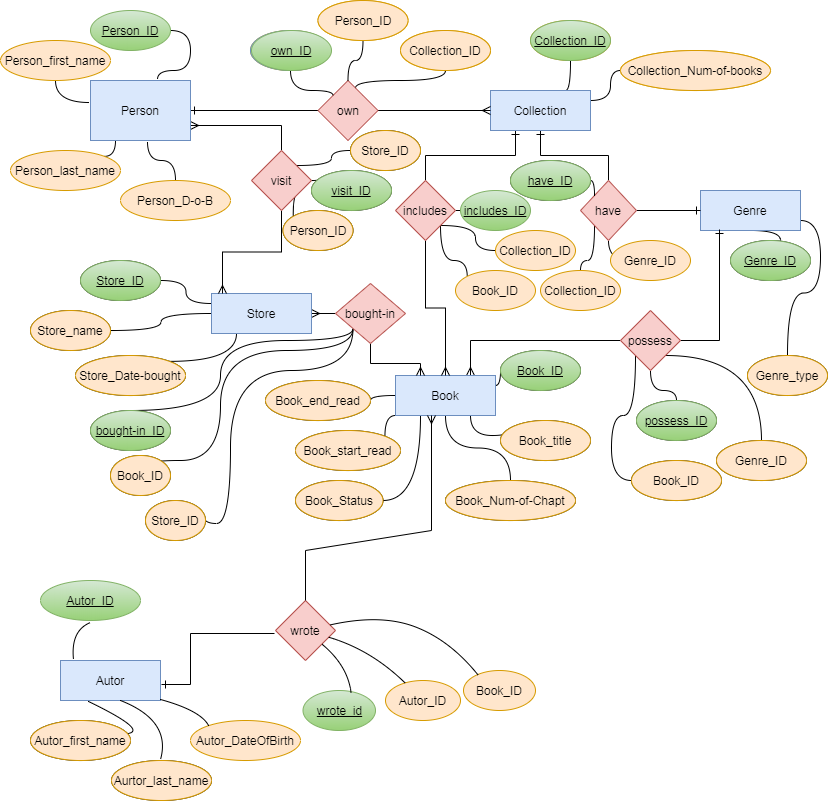 Person_ID
Person_ID
own_ID
Collection_ID
Collection_ID
Person_first_name
Collection_Num-of-books
Person
own
Collection
Person_last_name
Store_ID
visit
visit_ID
have_ID
Person_D-o-B
includes
includes_ID
have
Genre
Person_ID
Collection_ID
Genre_ID
Genre_ID
Store_ID
Book_ID
Collection_ID
Store_name
Store
bought-in
possess
Store_Date-bought
Book_ID
Genre_type
Book_end_read
Book
bought-in_ID
possess_ID
Book_start_read
Book_title
Book_ID
Genre_ID
Book_ID
Book_Status
Book_Num-of-Chapt
Store_ID
Autor_ID
wrote
Autor
Book_ID
Autor_ID
wrote_id
Autor_first_name
Autor_DateOfBirth
Aurtor_last_name